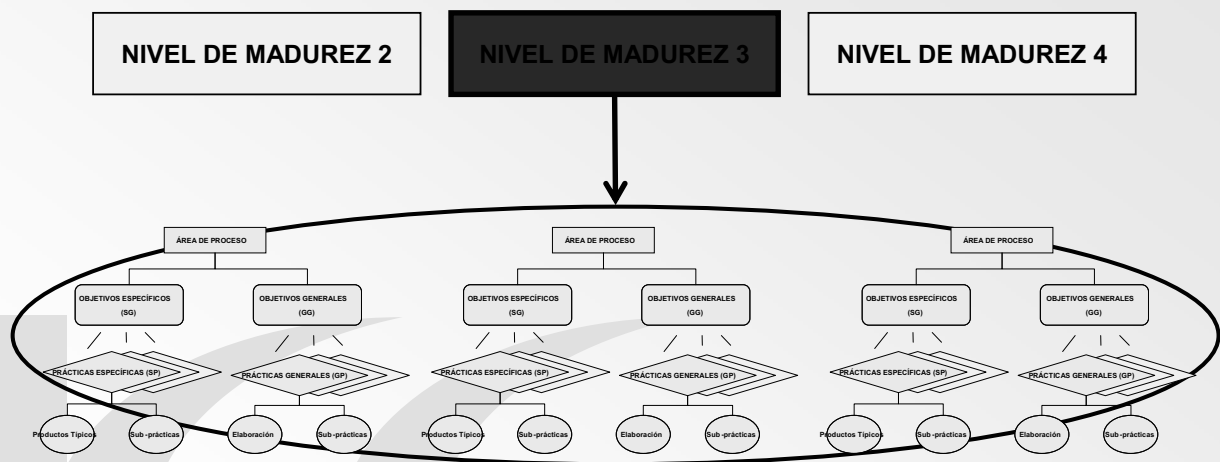 NIVEL DE MADUREZ 2
NIVEL DE MADUREZ 3
NIVEL DE MADUREZ 4
ÁREA DE PROCESO
ÁREA DE PROCESO
ÁREA DE PROCESO
OBJETIVOS ESPECÍFICOS
(SG)
OBJETIVOS GENERALES
(GG)
OBJETIVOS ESPECÍFICOS
(SG)
OBJETIVOS GENERALES
(GG)
OBJETIVOS ESPECÍFICOS
(SG)
OBJETIVOS GENERALES
(GG)
PRÁCTICAS ESPECÍFICAS (SP)
PRÁCTICAS GENERALES (GP)
PRÁCTICAS ESPECÍFICAS (SP)
PRÁCTICAS GENERALES (GP)
PRÁCTICAS ESPECÍFICAS (SP)
PRÁCTICAS GENERALES (GP)
Productos Típicos
Sub-prácticas
Elaboración
Sub-prácticas
Productos Típicos
Sub-prácticas
Elaboración
Sub-prácticas
Productos Típicos
Sub-prácticas
Elaboración
Sub-prácticas